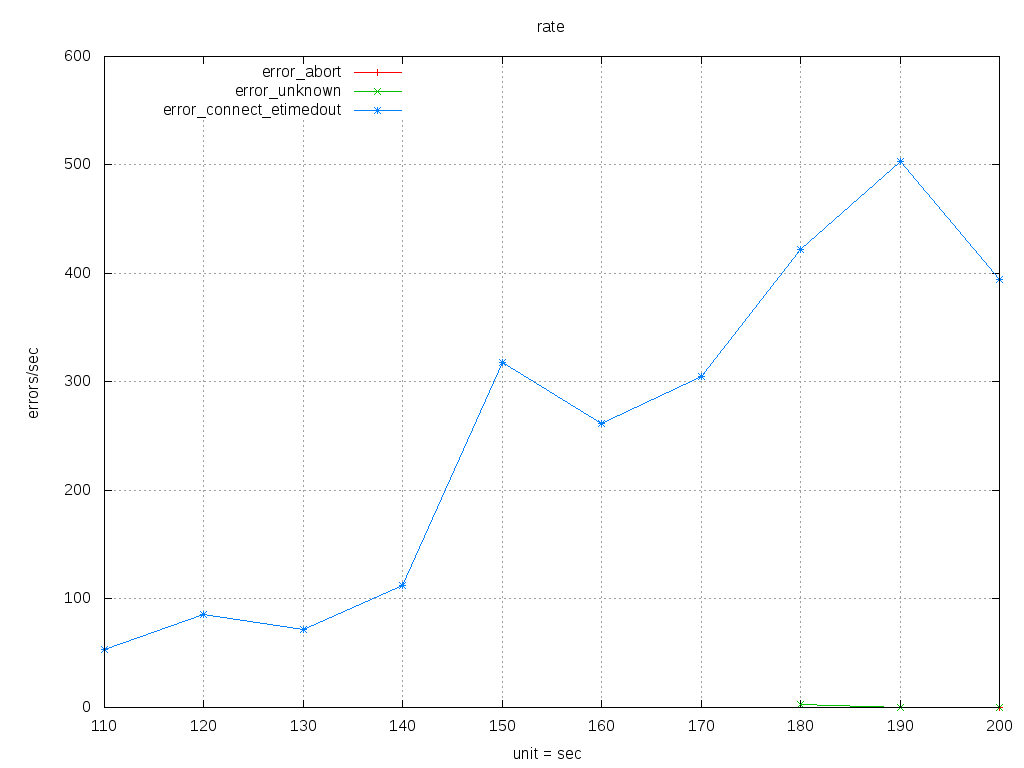 rate
600
error_abort
error_unknown
error_connect_etimedout
500
400
300
200
100
0
errors/sec
110 120 130 140 150 160 170 180 190 200
unit = sec